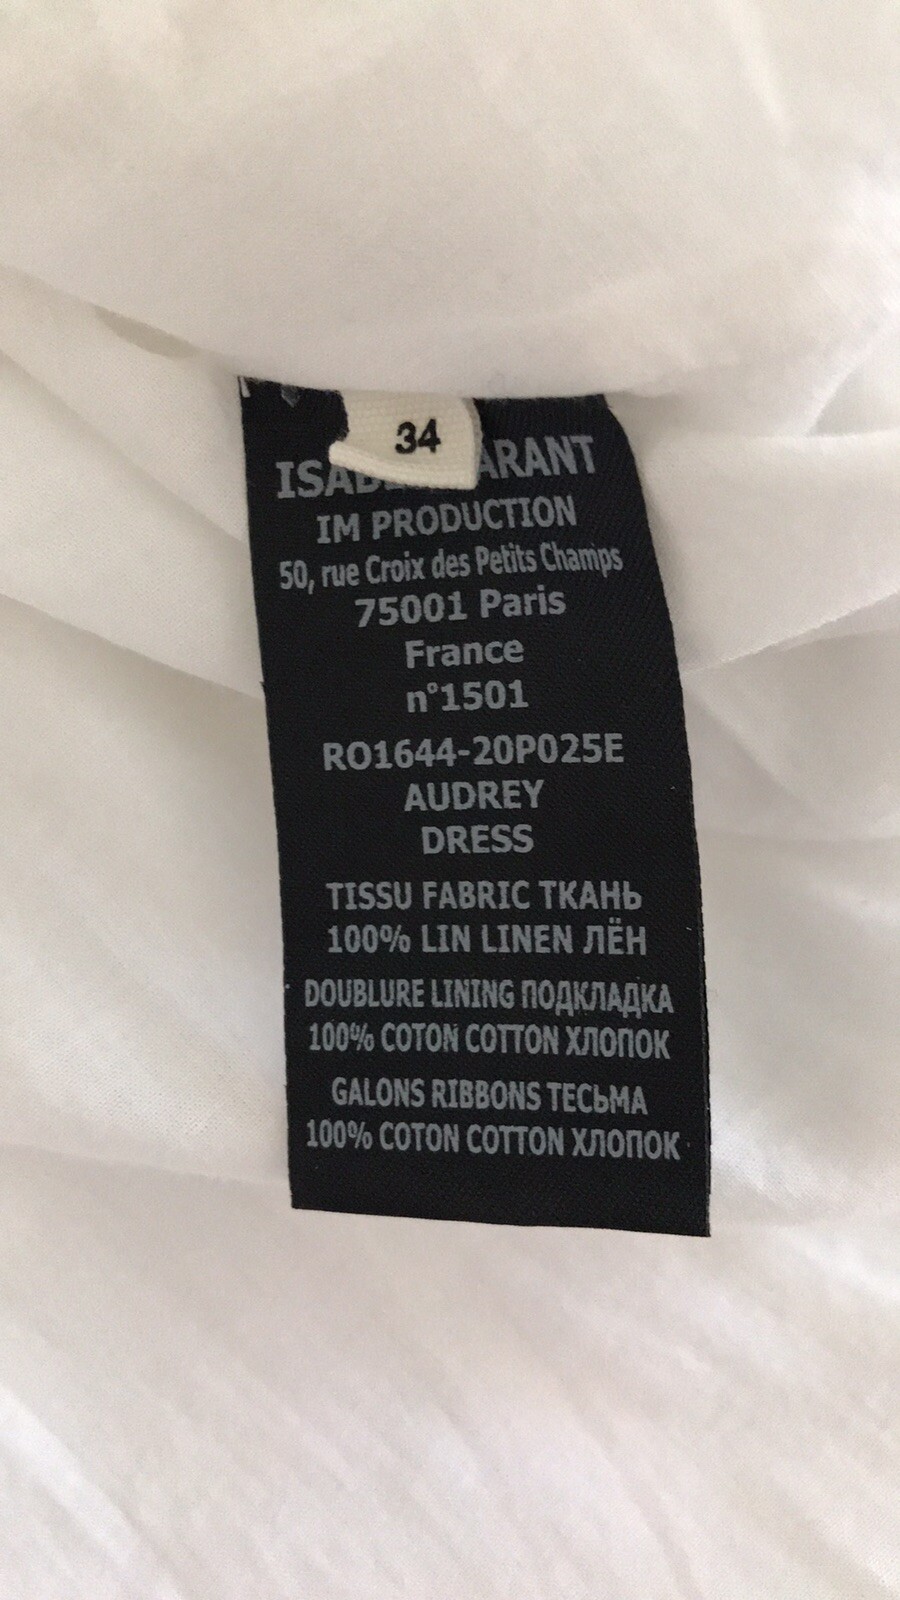 34
ARANT
IM PRODUCTION
50, rue Croix des Petits Champs
75001 Paris
France
n°1501
RO1644-20P025E
AUDREY
DRESS
TISSU FABRIC ТКАНЬ
100% LIN LINEN ЛЁН
DOUBLURE LINING ПОДКЛАДКА
100% COTON COTTON ХЛОПОК
GALONS RIBBONS ТЕСЬМА
100% COTON COTTON ХЛОПОК